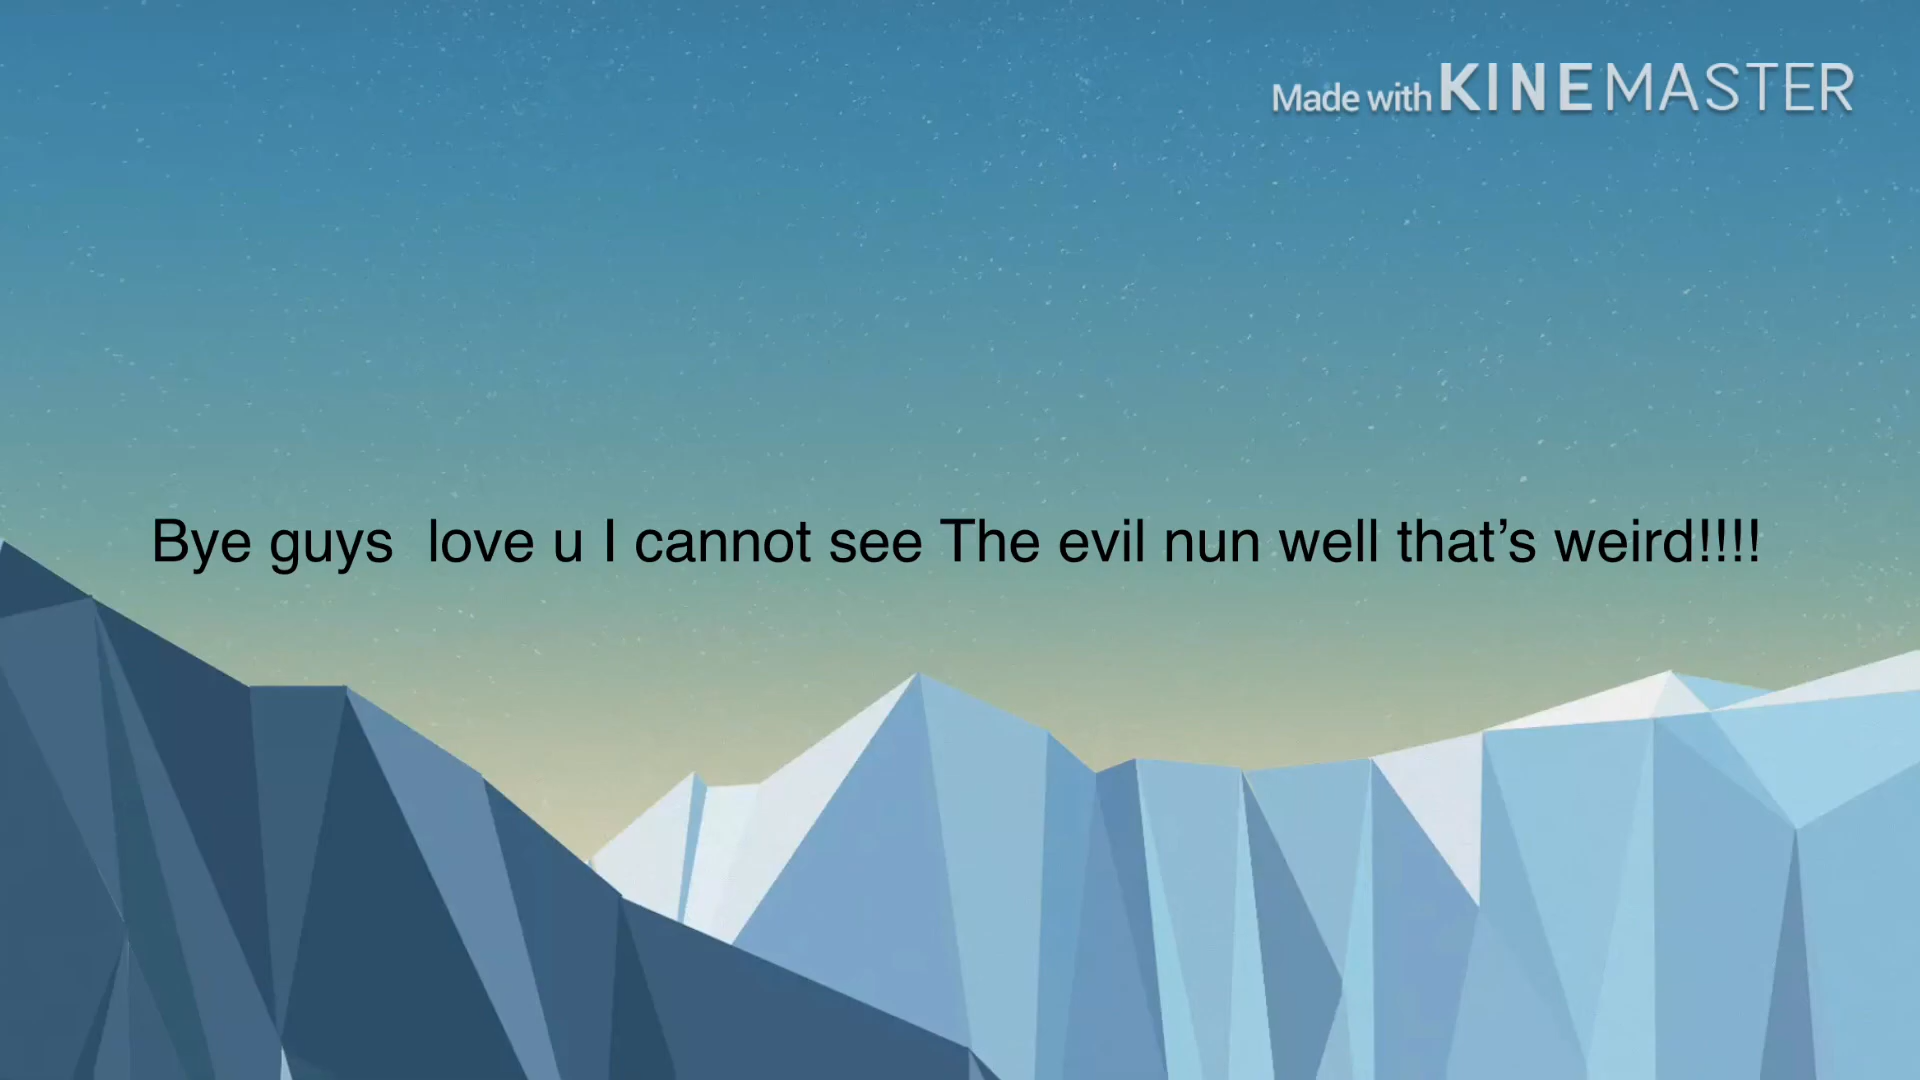 Made with KINEMASTER
Bye guys  love u I cannot see The evil nun well that’s weird!!!!